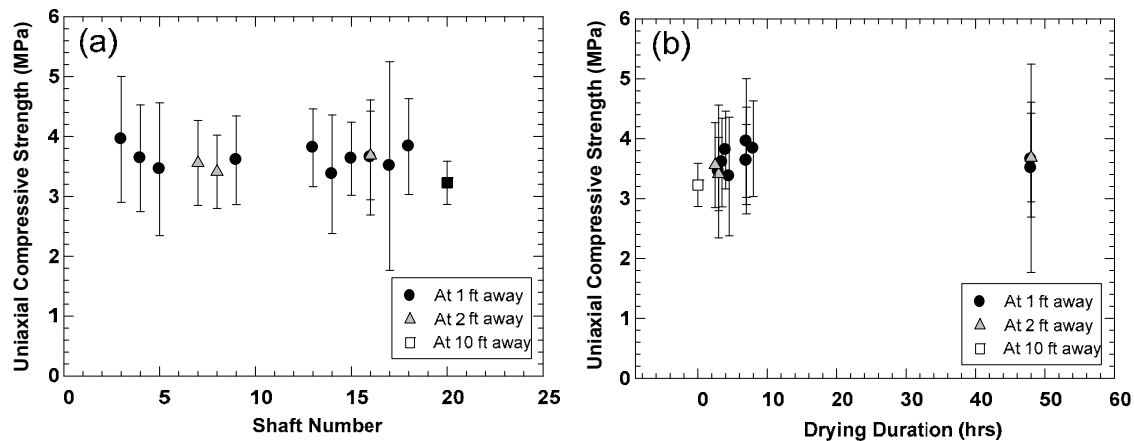 (a)
Uniaxial Compressive Strength (MPa)
6
5
4
3
2
1
0
0 5 10 15 20 25
Shaft Number
At 1 ft away
At 2 ft away
At 10 ft away
(b)
Uniaxial Compressive Strength (MPa)
6
5
4
3
2
1
0
0 10 20 30 40 50 60
Drying Duration (hrs)
At 1 ft away
At 2 ft away
At 10 ft away